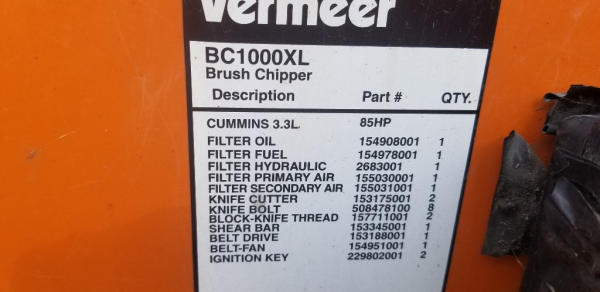 Vermeer
BC1000XL
Brush Chipper
Description Part # QTY.
CUMMINS 3.3L 85HP
FILTER OIL 154908001 1
FILTER FUEL 154978001 1
FILTER HYDRAULIC 2683001 1
FILTER PRIMARY AIR 155030001 1
FILTER SECONDARY AIR 155031001 1
KNIFE CUTTER 153175001 2
KNIFE BOLT 508478100 8
BLOCK-KNIFE THREAD 157711001 2
SHEAR BAR 153345001 1
BELT DRIVE 153188001 1
BELT-FAN 154951001 1
IGNITION KEY 229802001 2